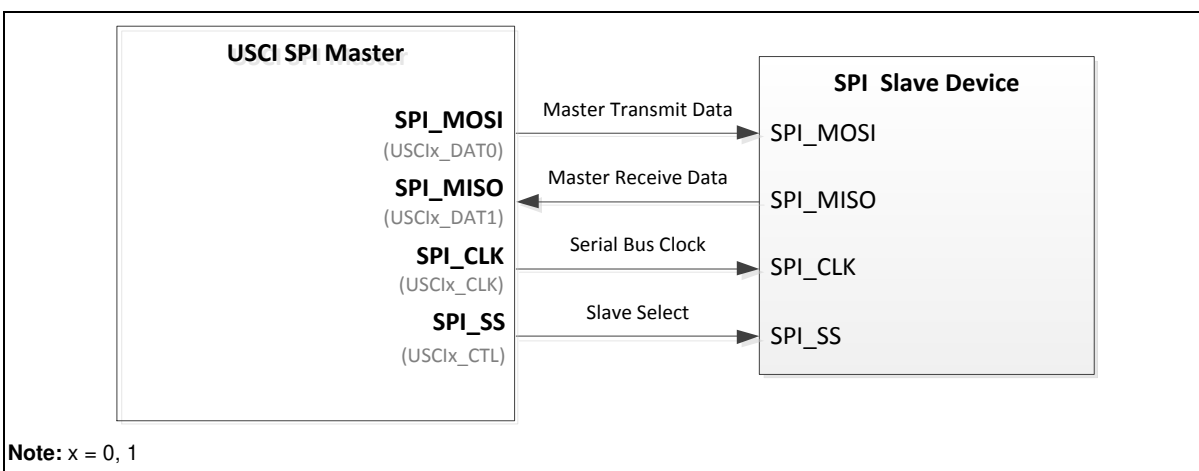 USCI SPI Master
SPI_MOSI
(USCIx_DAT0)
SPI_MISO
(USCIx_DAT1)
SPI_CLK
(USCIx_CLK)
SPI_SS
(USCIx_CTL)
Master Transmit Data
Master Receive Data
Serial Bus Clock
Slave Select
SPI Slave Device
SPI_MOSI
SPI_MISO
SPI_CLK
SPI_SS
Note: x = 0, 1